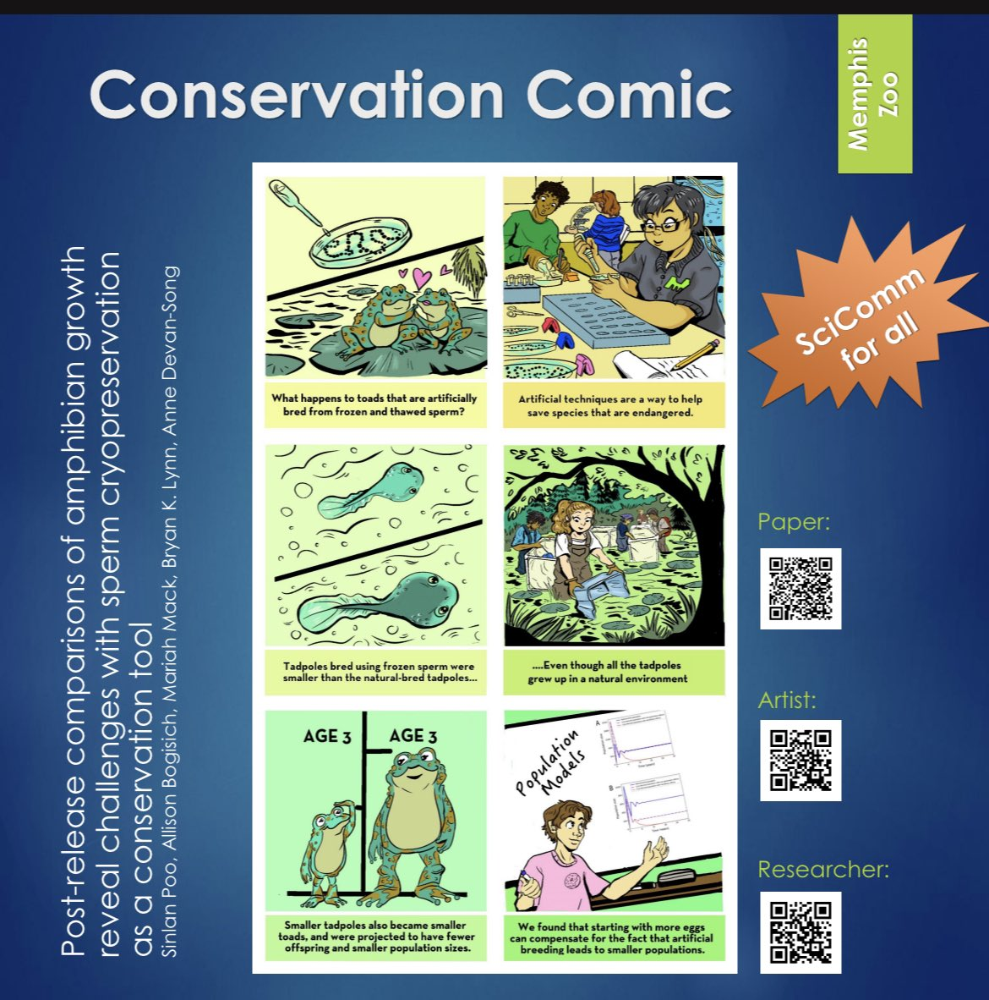 Conservation Comic
Memphis
Zoo
Post-release comparisons of amphibian growth
reveal challenges with sperm cryopreservation
as a conservation tool
Sinlan Poo, Allison Bogisich, Mariah Mack, Bryan K. Lynn, Anne Devan-Song
What happens to toads that are artificially
bred from frozen and thawed sperm?
Artificial techniques are a way to help
save species that are endangered.
Tadpoles bred using frozen sperm were
smaller than the natural-bred tadpoles...
....Even though all the tadpoles
grew up in a natural environment
AGE 3
AGE 3
Smaller tadpoles also became smaller
toads, and were projected to have fewer
offspring and smaller population sizes.
Population
Models
A
B
We found that starting with more eggs
can compensate for the fact that artificial
breeding leads to smaller populations.
SciComm
for all
Paper:
Artist:
Researcher: